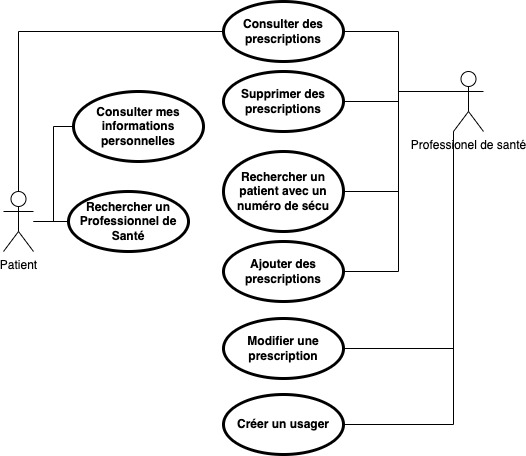 Consulter des
prescriptions
Supprimer des
prescriptions
Consulter mes
informations
personnelles
Professionel de santé
Rechercher un
patient avec un
numéro de sécu
Rechercher un
Professionnel de
Santé
Patient
Ajouter des
prescriptions
Modifier une
prescription
Créer un usager